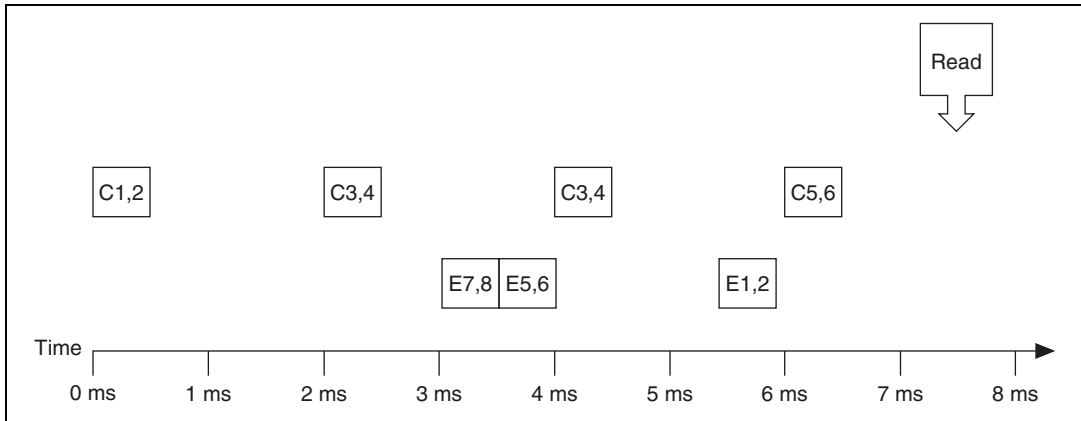 Read
C1,2 C3,4 C3,4 C5,6
E7,8 E5,6 E1,2
Time
0 ms 1 ms 2 ms 3 ms 4 ms 5 ms 6 ms 7 ms 8 ms